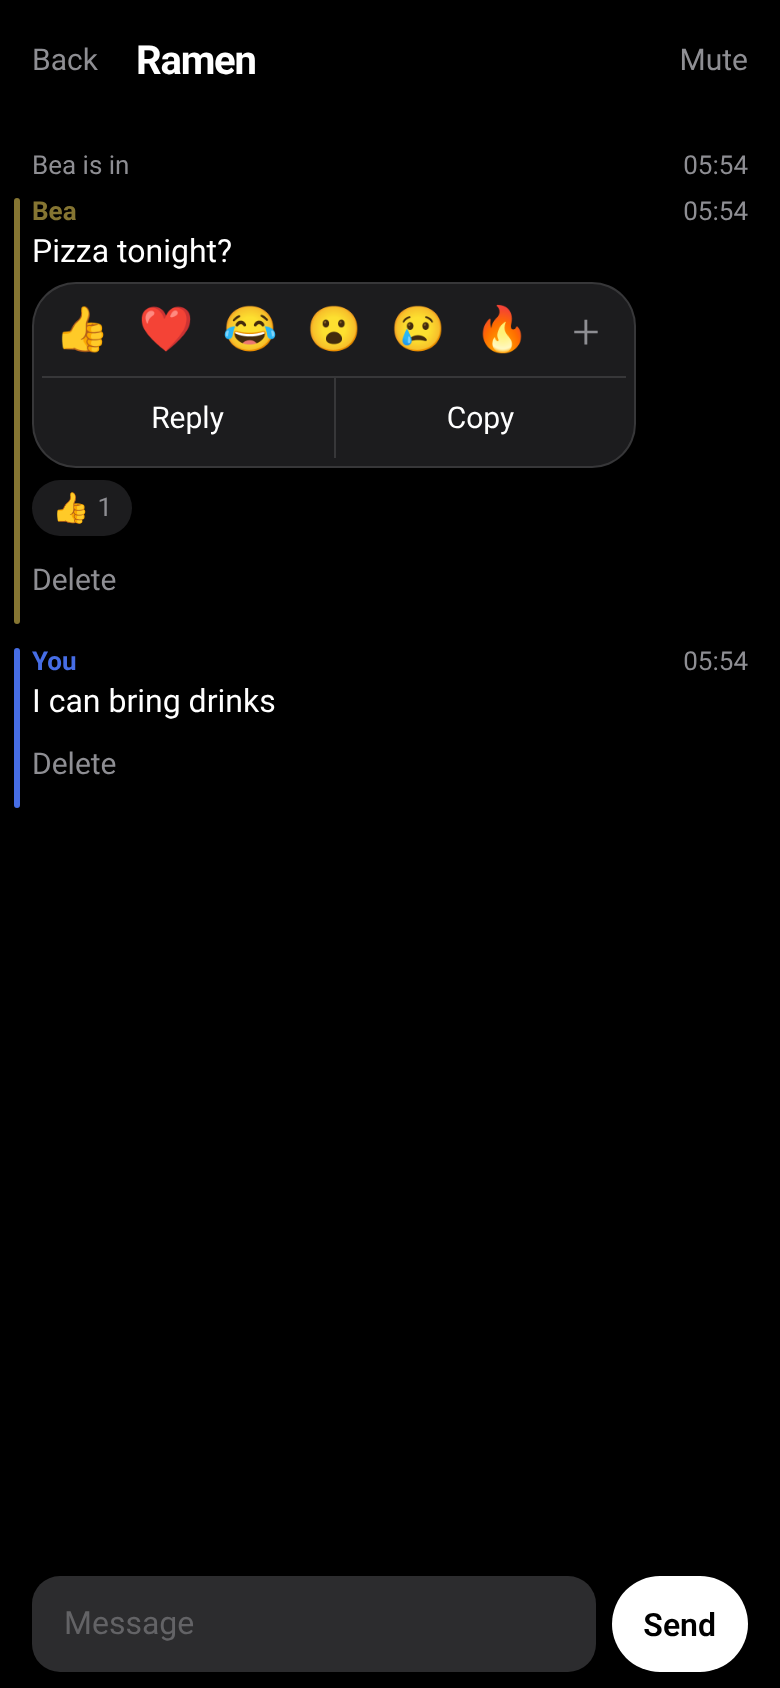 Back Ramen Mute
Bea is in 05:54
Bea 05:54
Pizza tonight?
👍 ❤️ 😂 😮 😢 🔥 +
Reply Copy
👍 1
Delete
You 05:54
I can bring drinks
Delete
Message Send